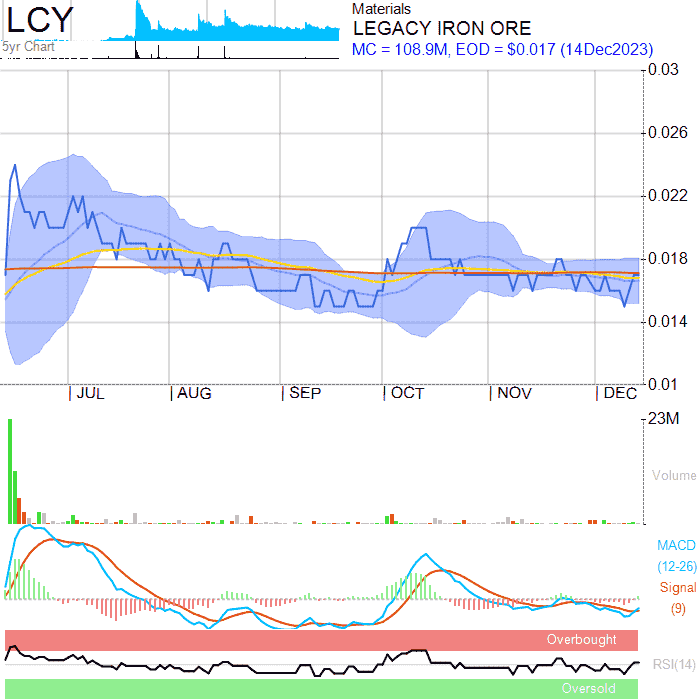 LCY
5yr Chart
Materials
LEGACY IRON ORE
MC = 108.9M, EOD = $0.017 (14Dec2023)
0.03
0.026
0.022
0.018
0.014
0.01
JUL
AUG
SEP
OCT
NOV
DEC
23M
Volume
MACD
(12-26)
Signal
(9)
Overbought
RSI(14)
Oversold